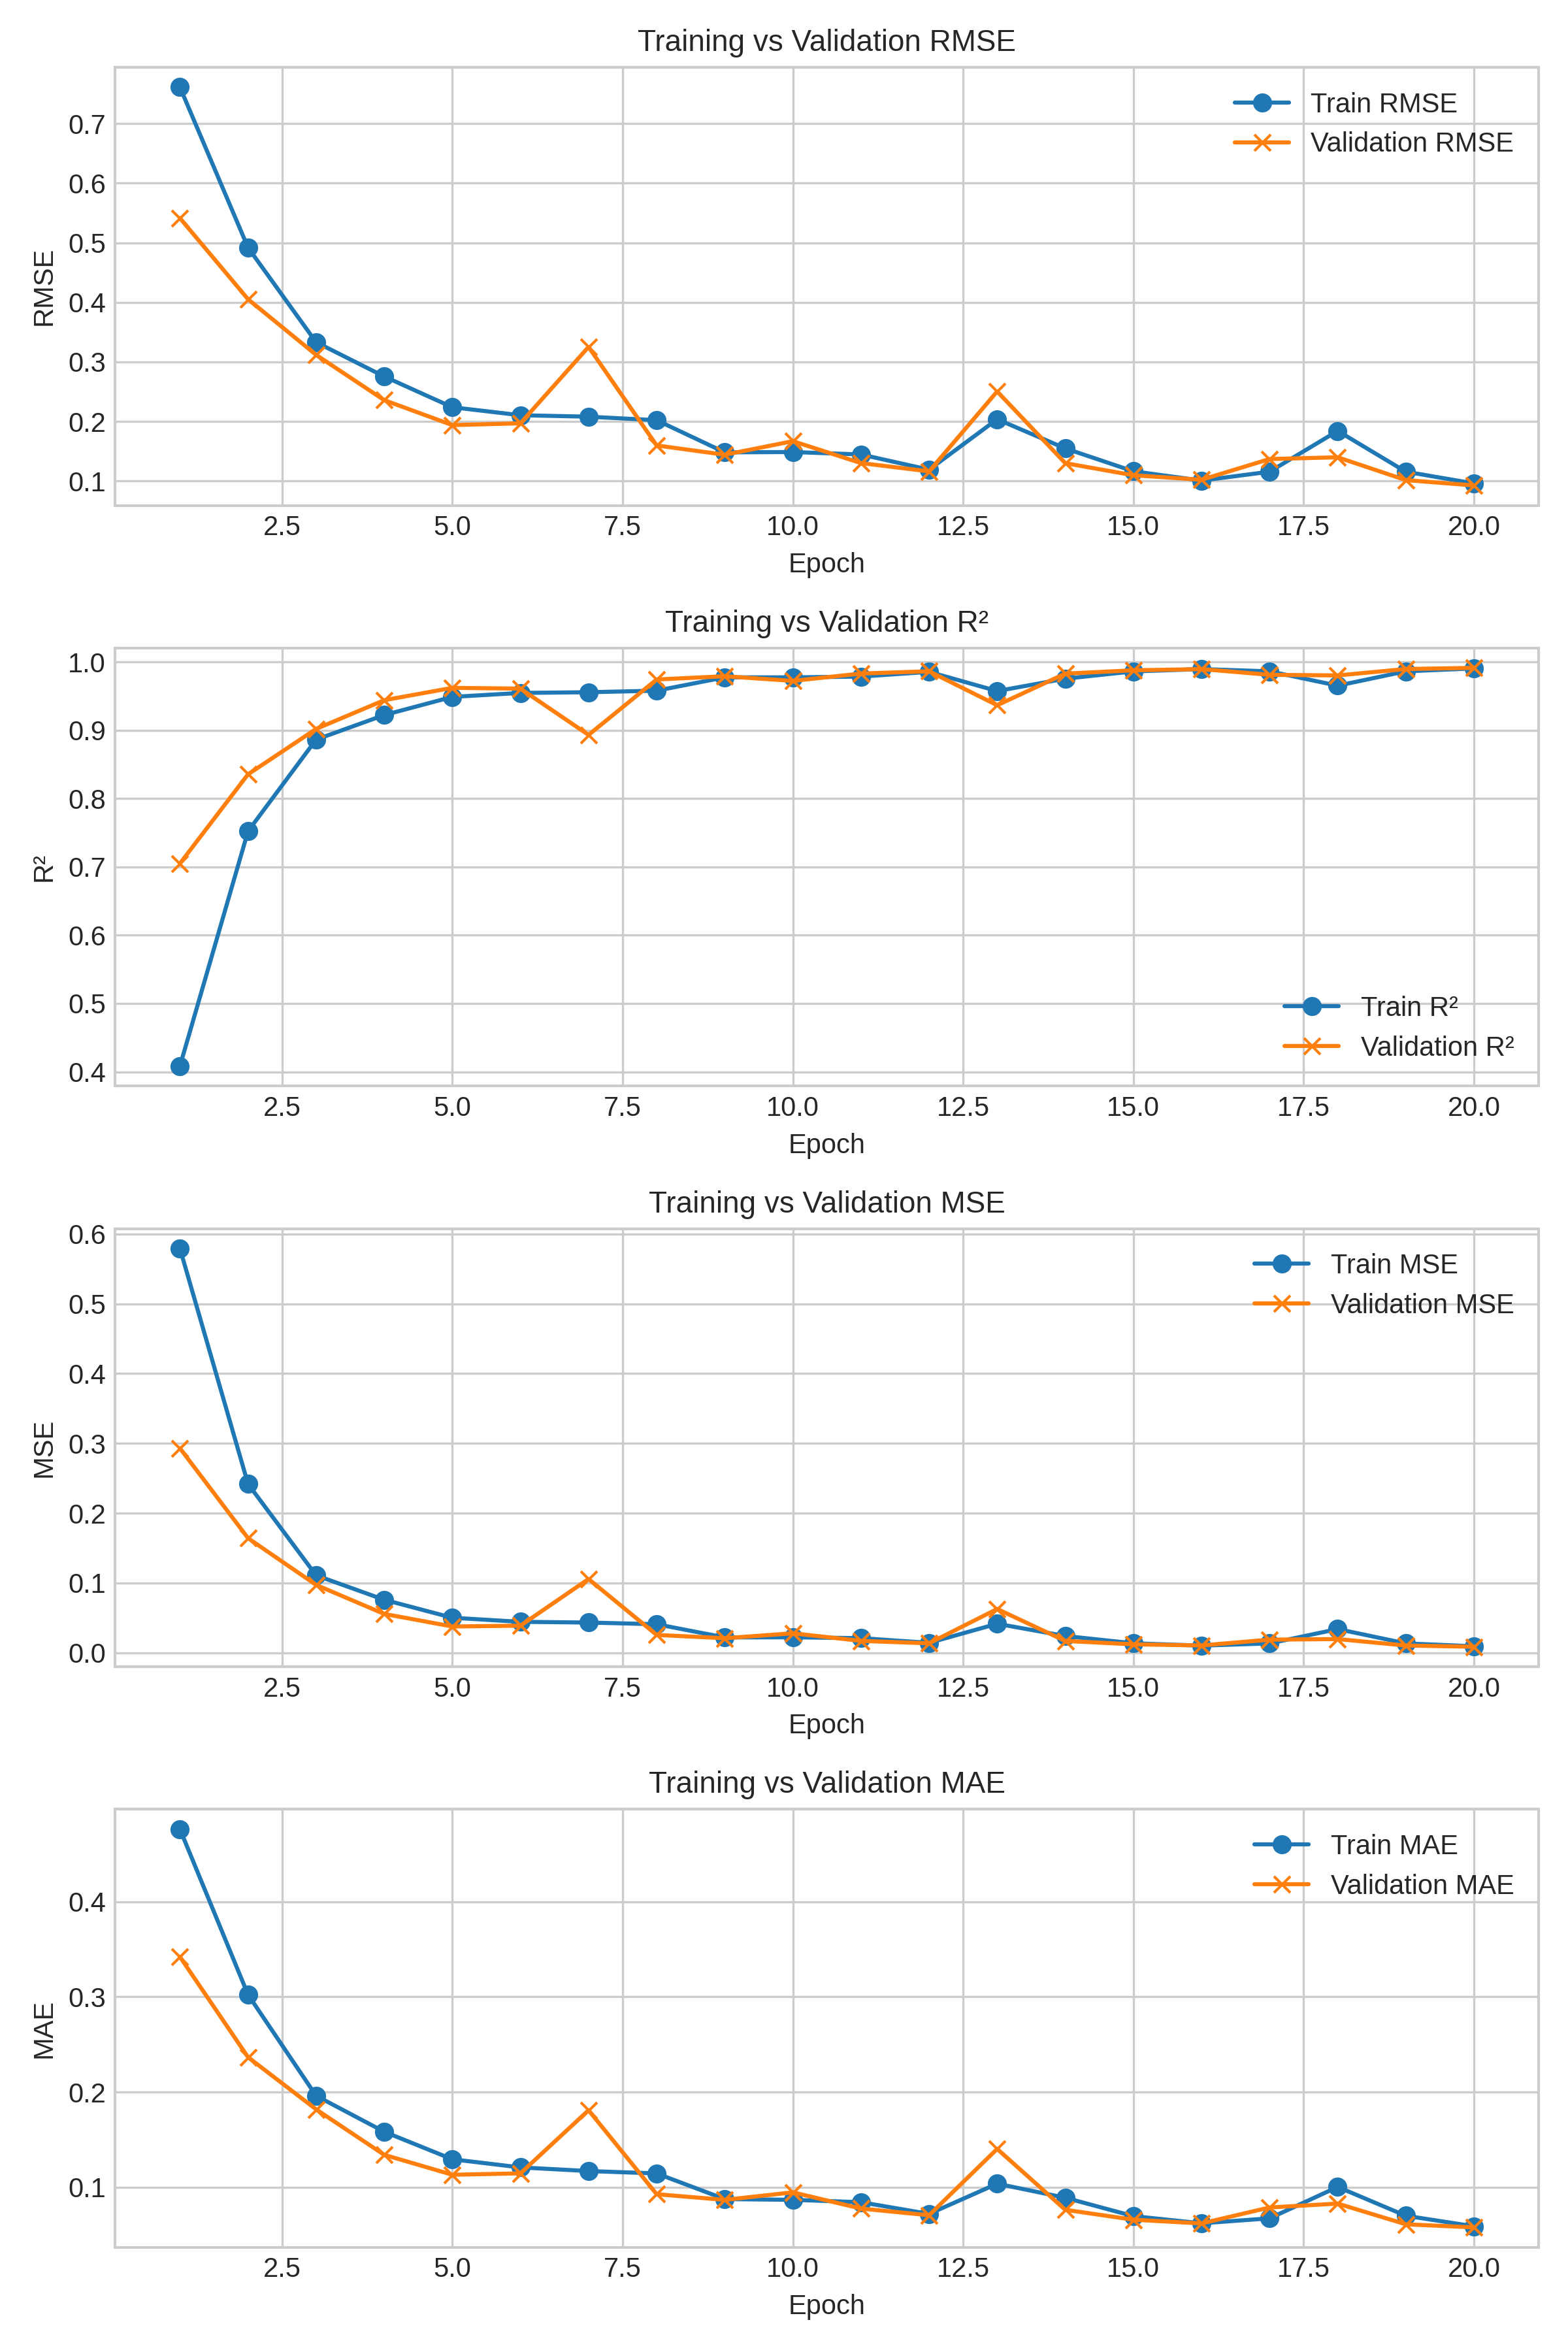 Training vs Validation RMSE
RMSE
0.7
0.6
0.5
0.4
0.3
0.2
0.1
Train RMSE
Validation RMSE
2.5 5.0 7.5 10.0 12.5 15.0 17.5 20.0
Epoch
Training vs Validation R²
R²
1.0
0.9
0.8
0.7
0.6
0.5
0.4
Train R²
Validation R²
2.5 5.0 7.5 10.0 12.5 15.0 17.5 20.0
Epoch
Training vs Validation MSE
MSE
0.6
0.5
0.4
0.3
0.2
0.1
0.0
Train MSE
Validation MSE
2.5 5.0 7.5 10.0 12.5 15.0 17.5 20.0
Epoch
Training vs Validation MAE
MAE
0.4
0.3
0.2
0.1
Train MAE
Validation MAE
2.5 5.0 7.5 10.0 12.5 15.0 17.5 20.0
Epoch